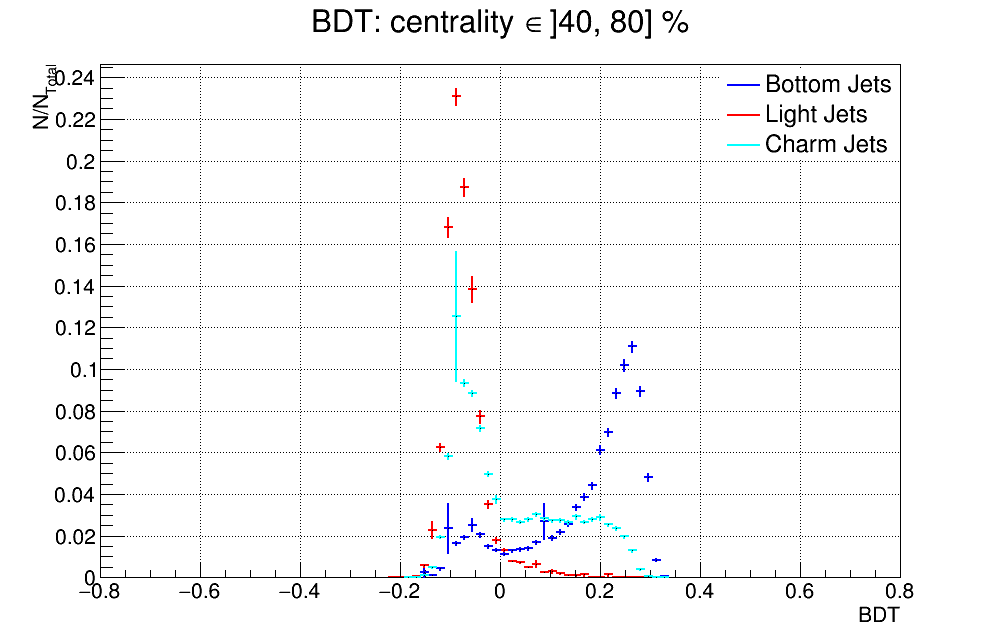 BDT: centrality ∈ ]40, 80] %
N/N_Total
Bottom Jets
Light Jets
Charm Jets
0.24
0.22
0.2
0.18
0.16
0.14
0.12
0.1
0.08
0.06
0.04
0.02
0
−0.8 −0.6 −0.4 −0.2 0 0.2 0.4 0.6 0.8
BDT